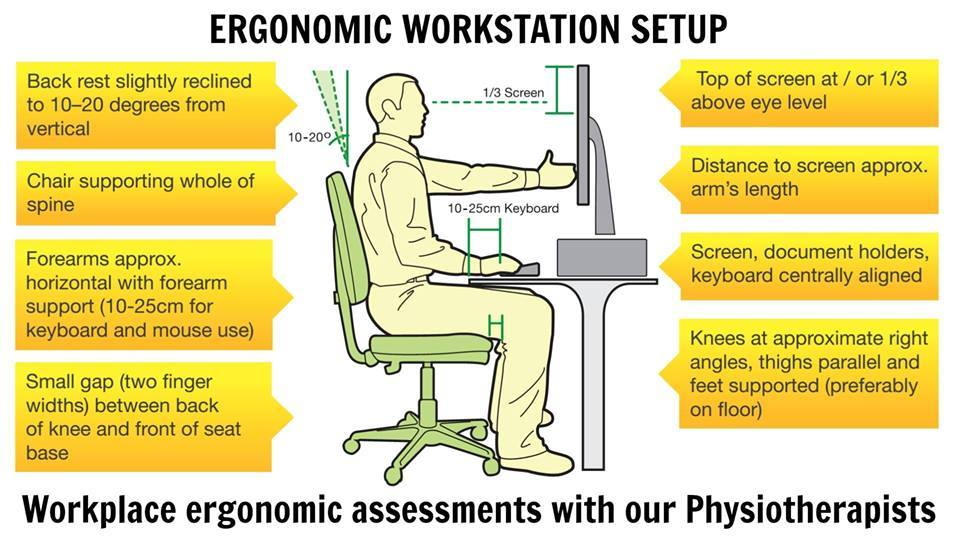 ERGONOMIC WORKSTATION SETUP
Back rest slightly reclined
to 10–20 degrees from
vertical
Chair supporting whole of
spine
Forearms approx.
horizontal with forearm
support (10-25cm for
keyboard and mouse use)
Small gap (two finger
widths) between back
of knee and front of seat
base
10-20º
1/3 Screen
10-25cm Keyboard
Top of screen at / or 1/3
above eye level
Distance to screen approx.
arm's length
Screen, document holders,
keyboard centrally aligned
Knees at approximate right
angles, thighs parallel and
feet supported (preferably
on floor)
Workplace ergonomic assessments with our Physiotherapists